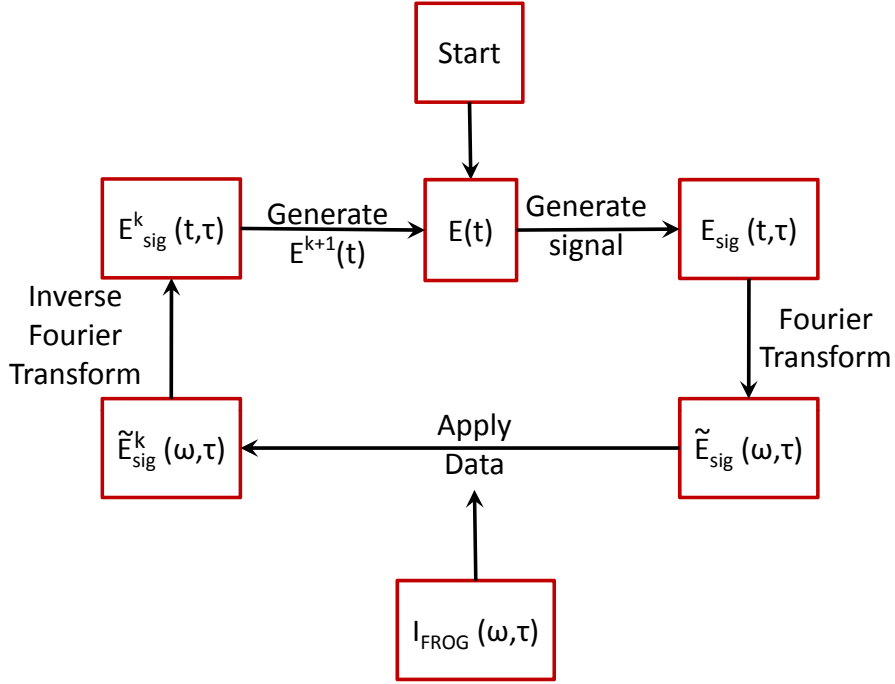 Start
E^k_sig (t,τ)
Generate
E^k+1(t)
E(t)
Generate
signal
E_sig (t,τ)
Inverse
Fourier
Transform
Fourier
Transform
Ẽ^k_sig (ω,τ)
Apply
Data
Ẽ_sig (ω,τ)
I_FROG (ω,τ)